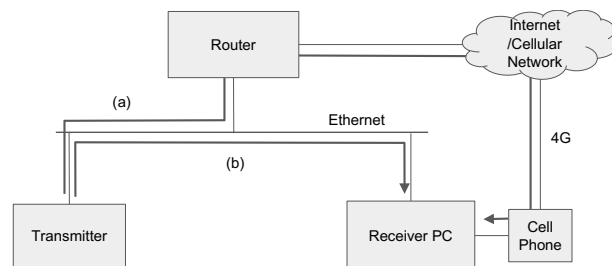 Internet
/Cellular
Network
Router
(a)
Ethernet
(b)
4G
Transmitter
Receiver PC
Cell
Phone